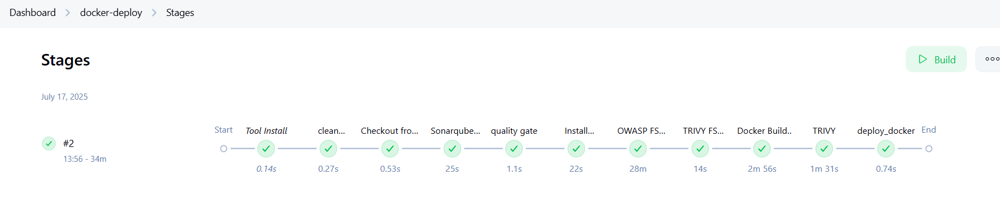 Dashboard > docker-deploy > Stages
Stages
Build
July 17, 2025
Start Tool Install clean... Checkout fro... Sonarqube... quality gate Install... OWASP FS... TRIVY FS... Docker Build.. TRIVY deploy_docker End
#2
13:56 - 34m
0.14s 0.27s 0.53s 25s 1.1s 22s 28m 14s 2m 56s 1m 31s 0.74s